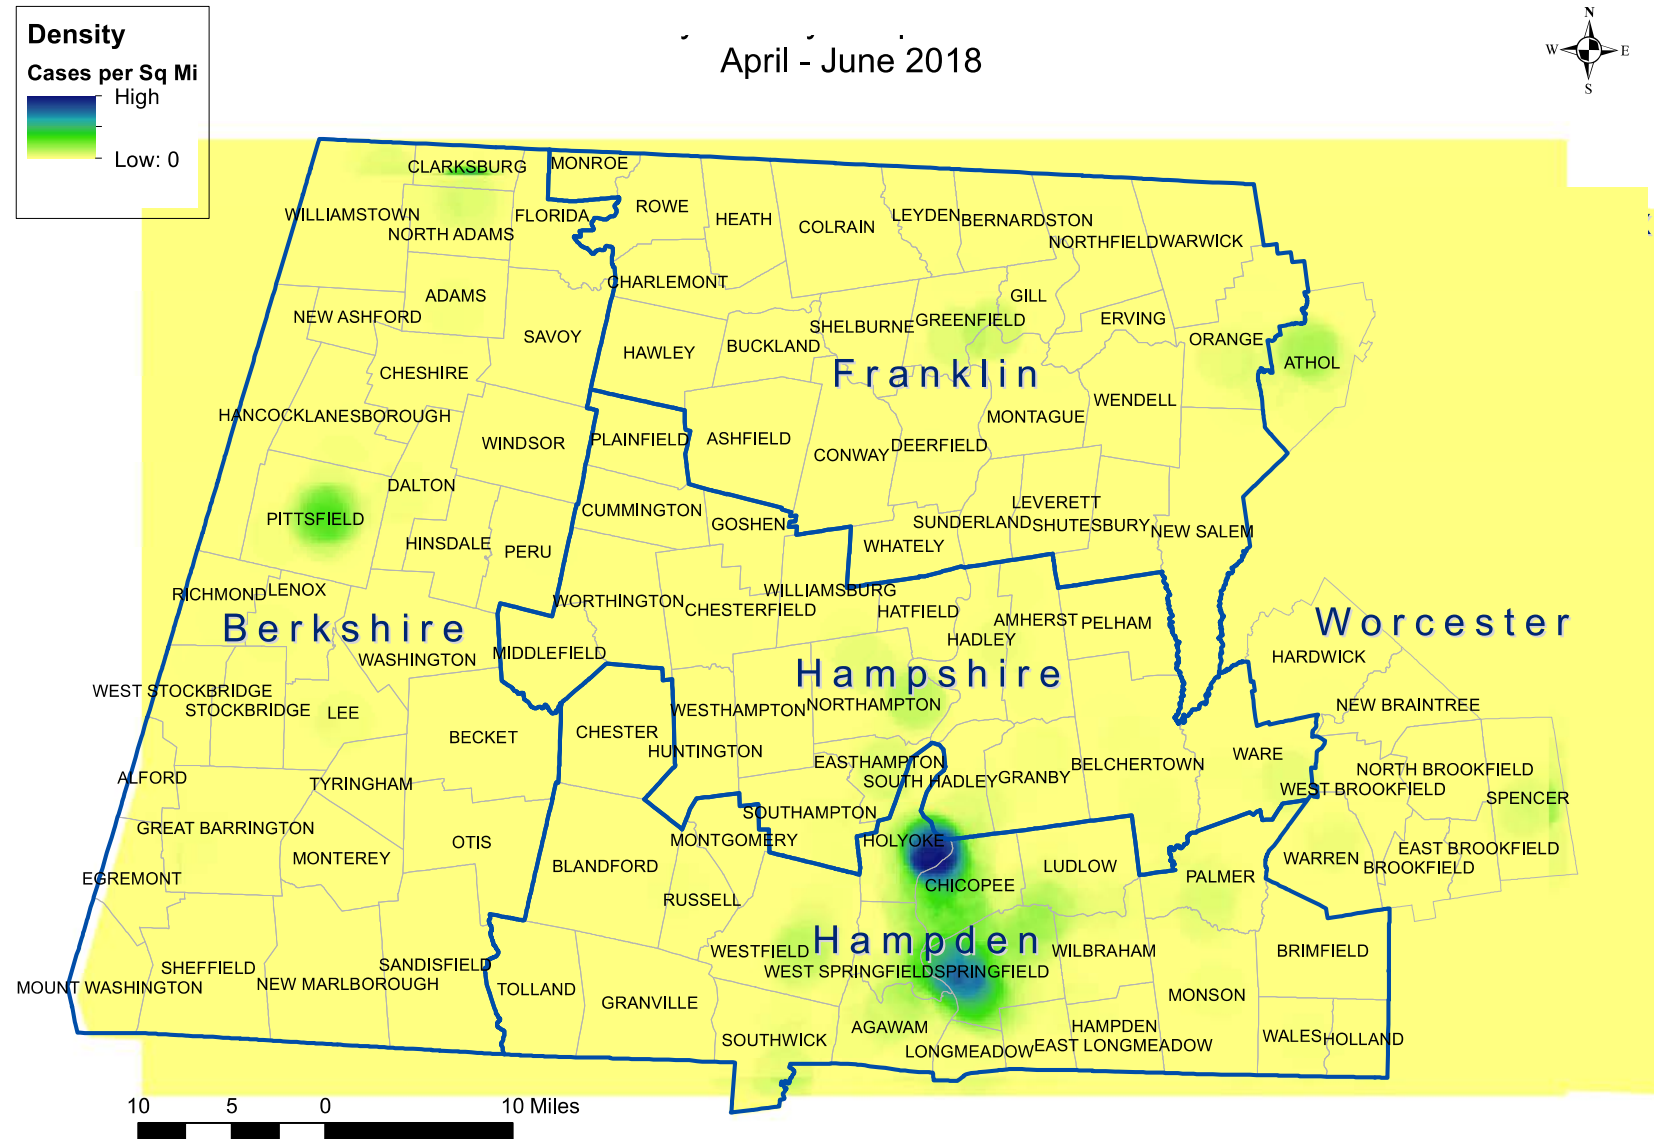 Density
Cases per Sq Mi
High
Low: 0
April - June 2018
N
W E
S
CLARKSBURG
MONROE
WILLIAMSTOWN
FLORIDA
ROWE
HEATH
COLRAIN
LEYDEN
BERNARDSTON
NORTH ADAMS
NORTHFIELD
WARWICK
ADAMS
CHARLEMONT
GILL
NEW ASHFORD
SAVOY
SHELBURNE
GREENFIELD
ERVING
ORANGE
HAWLEY
BUCKLAND
ATHOL
CHESHIRE
Franklin
HANCOCK
LANESBOROUGH
MONTAGUE
WENDELL
WINDSOR
PLAINFIELD
ASHFIELD
CONWAY
DEERFIELD
DALTON
PITTSFIELD
CUMMINGTON
GOSHEN
LEVERETT
SUNDERLAND
SHUTESBURY
NEW SALEM
HINSDALE
PERU
WHATELY
RICHMOND
LENOX
WORTHINGTON
CHESTERFIELD
WILLIAMSBURG
HATFIELD
AMHERST
PELHAM
Berkshire
Worcester
HADLEY
WASHINGTON
MIDDLEFIELD
HARDWICK
Hampshire
WEST STOCKBRIDGE
STOCKBRIDGE
LEE
WESTHAMPTON
NORTHAMPTON
NEW BRAINTREE
BECKET
CHESTER
HUNTINGTON
EASTHAMPTON
SOUTH HADLEY
GRANBY
BELCHERTOWN
WARE
ALFORD
TYRINGHAM
NORTH BROOKFIELD
WEST BROOKFIELD
SPENCER
GREAT BARRINGTON
OTIS
SOUTHAMPTON
MONTEREY
BLANDFORD
MONTGOMERY
HOLYOKE
LUDLOW
WARREN
EAST BROOKFIELD
BROOKFIELD
EGREMONT
RUSSELL
CHICOPEE
PALMER
Hampden
WESTFIELD
WILBRAHAM
BRIMFIELD
SHEFFIELD
SANDISFIELD
WEST SPRINGFIELD
SPRINGFIELD
MOUNT WASHINGTON
NEW MARLBOROUGH
TOLLAND
GRANVILLE
MONSON
SOUTHWICK
AGAWAM
HAMPDEN
LONGMEADOW
EAST LONGMEADOW
WALES
HOLLAND
10 5 0 10 Miles